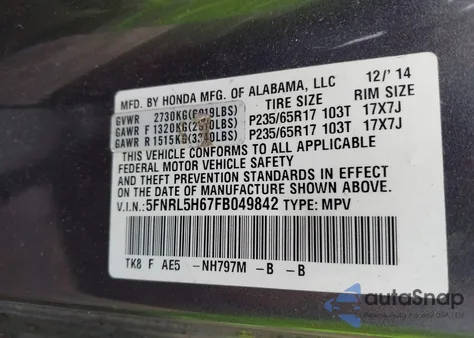 MFD. BY HONDA MFG. OF ALABAMA, LLC 12/'14
TIRE SIZE RIM SIZE
GVWR 2730KG(6019LBS)
GAWR F 1320KG(2910LBS) P235/65R17 103T 17X7J
GAWR R 1515KG(3340LBS) P235/65R17 103T 17X7J
THIS VEHICLE CONFORMS TO ALL APPLICABLE
FEDERAL MOTOR VEHICLE SAFETY
AND THEFT PREVENTION STANDARDS IN EFFECT
ON THE DATE OF MANUFACTURE SHOWN ABOVE.
V.I.N.: 5FNRL5H67FB049842 TYPE: MPV
TK8 F AE5 -NH797M -B -B
autoSnap